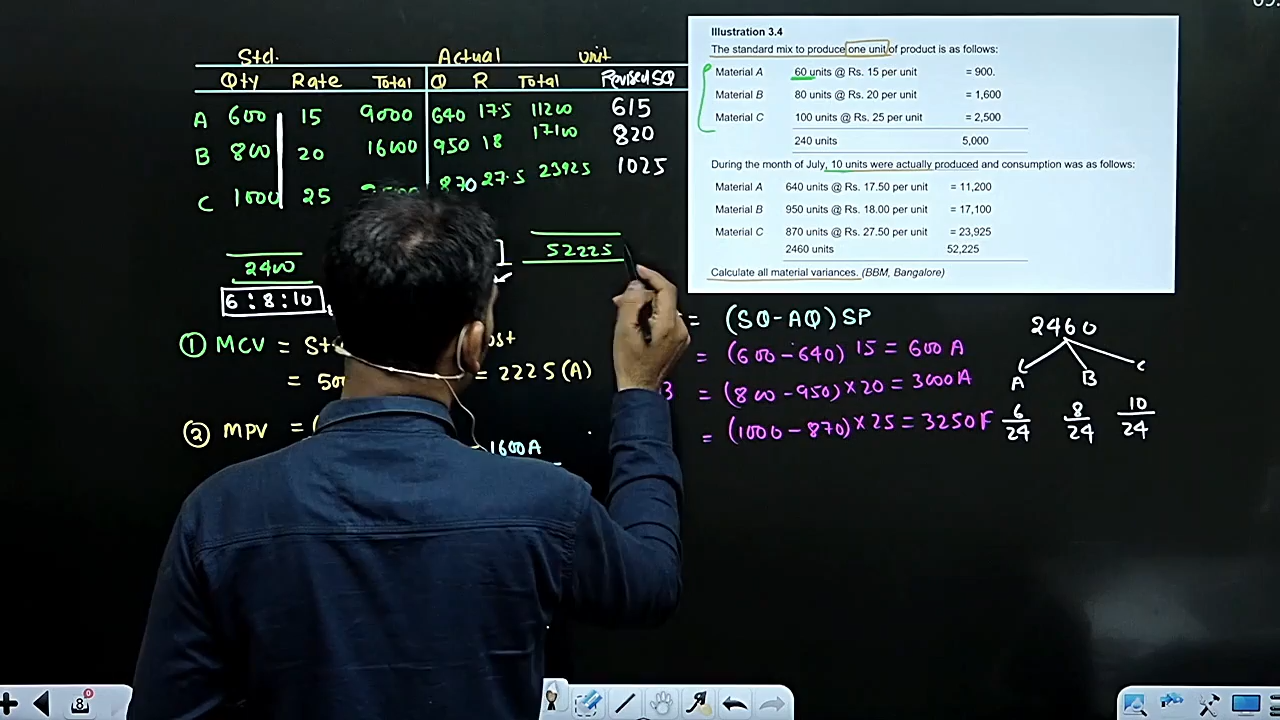 Std. Actual unit
Qty Rate Total Q R Total Revised SQ
A 600 15 9000 640 17.5 11200 615
B 800 20 16000 950 18 17100 820
C 1000 25 870 27.5 23925 1025
2400 52225
6 : 8 : 10
① MCV = St
= 500 = 2225 (A)
② MPV = (
1600A
= (SQ-AQ) SP
= (600-640) 15 = 600 A
B = (800-950) × 20 = 3000A
= (1000-870) × 25 = 3250F
2460
A B C
6/24 8/24 10/24
Illustration 3.4
The standard mix to produce one unit of product is as follows:
Material A 60 units @ Rs. 15 per unit = 900.
Material B 80 units @ Rs. 20 per unit = 1,600
Material C 100 units @ Rs. 25 per unit = 2,500
240 units 5,000
During the month of July, 10 units were actually produced and consumption was as follows:
Material A 640 units @ Rs. 17.50 per unit = 11,200
Material B 950 units @ Rs. 18.00 per unit = 17,100
Material C 870 units @ Rs. 27.50 per unit = 23,925
2460 units 52,225
Calculate all material variances. (BBM, Bangalore)
8 0